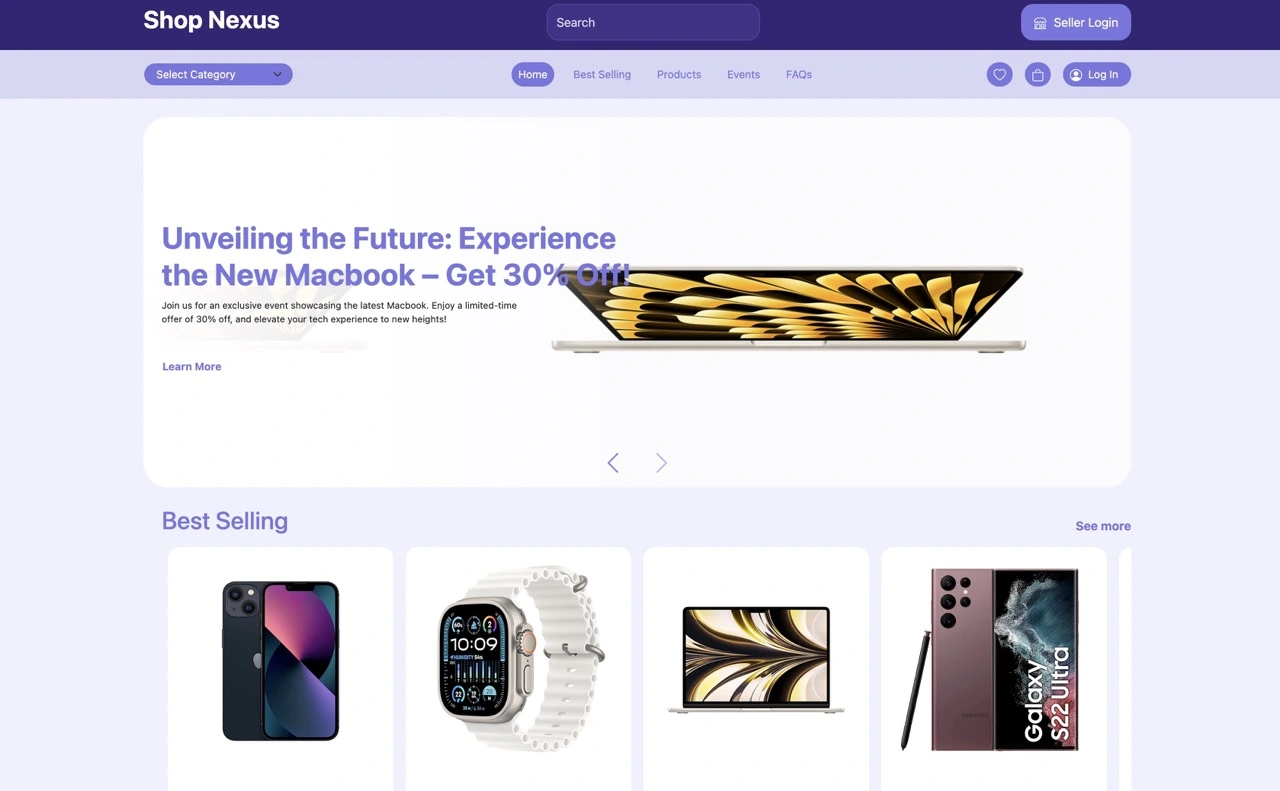 Shop Nexus
Search
Seller Login
Select Category
Home
Best Selling
Products
Events
FAQs
Log In
Unveiling the Future: Experience
the New Macbook – Get 30% Off!
Join us for an exclusive event showcasing the latest Macbook. Enjoy a limited-time
offer of 30% off, and elevate your tech experience to new heights!
Learn More
Best Selling
See more
10:09
HUMIDITY
Galaxy
S22 Ultra